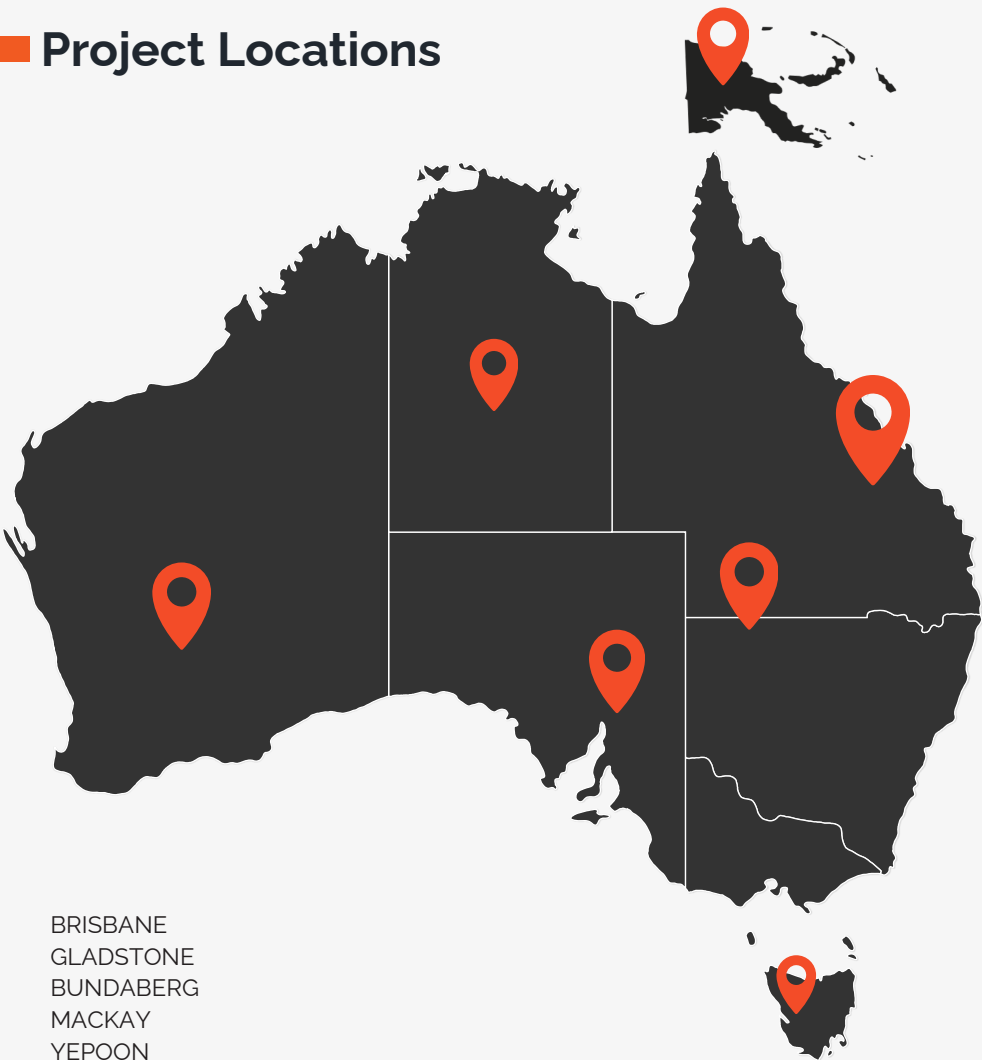 Project Locations
BRISBANE
GLADSTONE
BUNDABERG
MACKAY
YEPOON